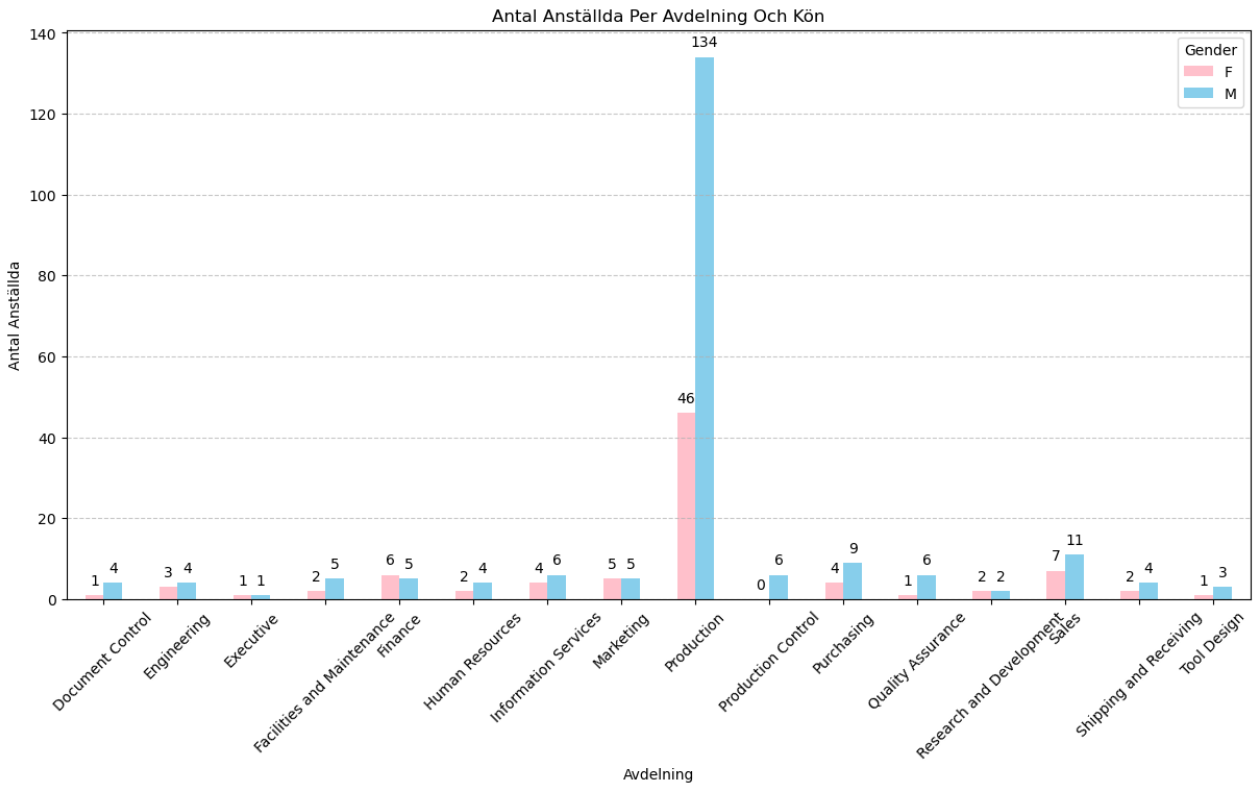 Antal Anställda Per Avdelning Och Kön
Gender
F
M
Antal Anställda
140
120
100
80
60
40
20
0
1 4 3 4 1 1 2 5 6 5 2 4 4 6 5 5 46 134 0 6 4 9 1 6 2 2 7 11 2 4 1 3
Document Control
Engineering
Executive
Facilities and Maintenance
Finance
Human Resources
Information Services
Marketing
Production
Production Control
Purchasing
Quality Assurance
Research and Development
Sales
Shipping and Receiving
Tool Design
Avdelning